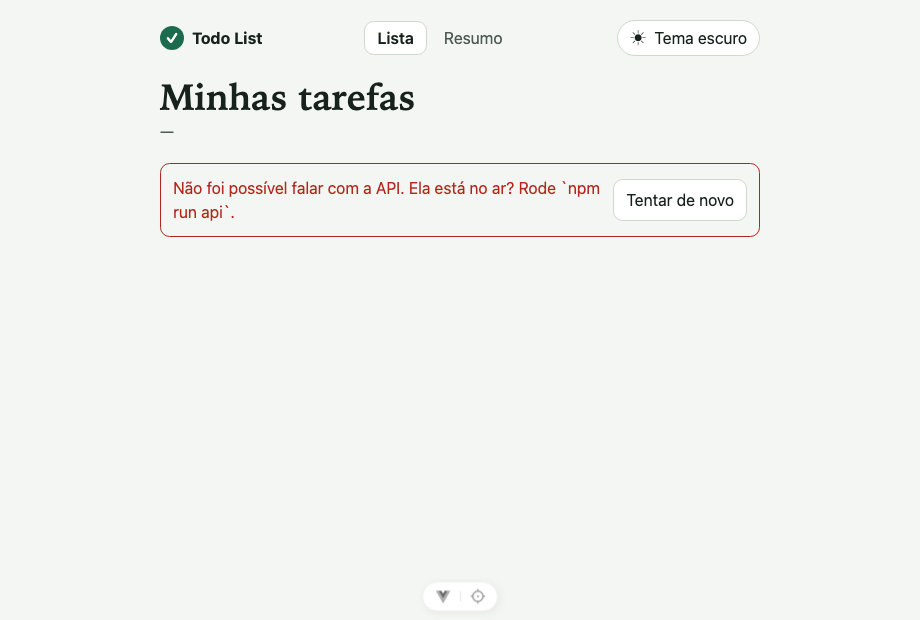 Todo List
Lista
Resumo
Tema escuro
Minhas tarefas
—
Não foi possível falar com a API. Ela está no ar? Rode `npm
run api`.
Tentar de novo